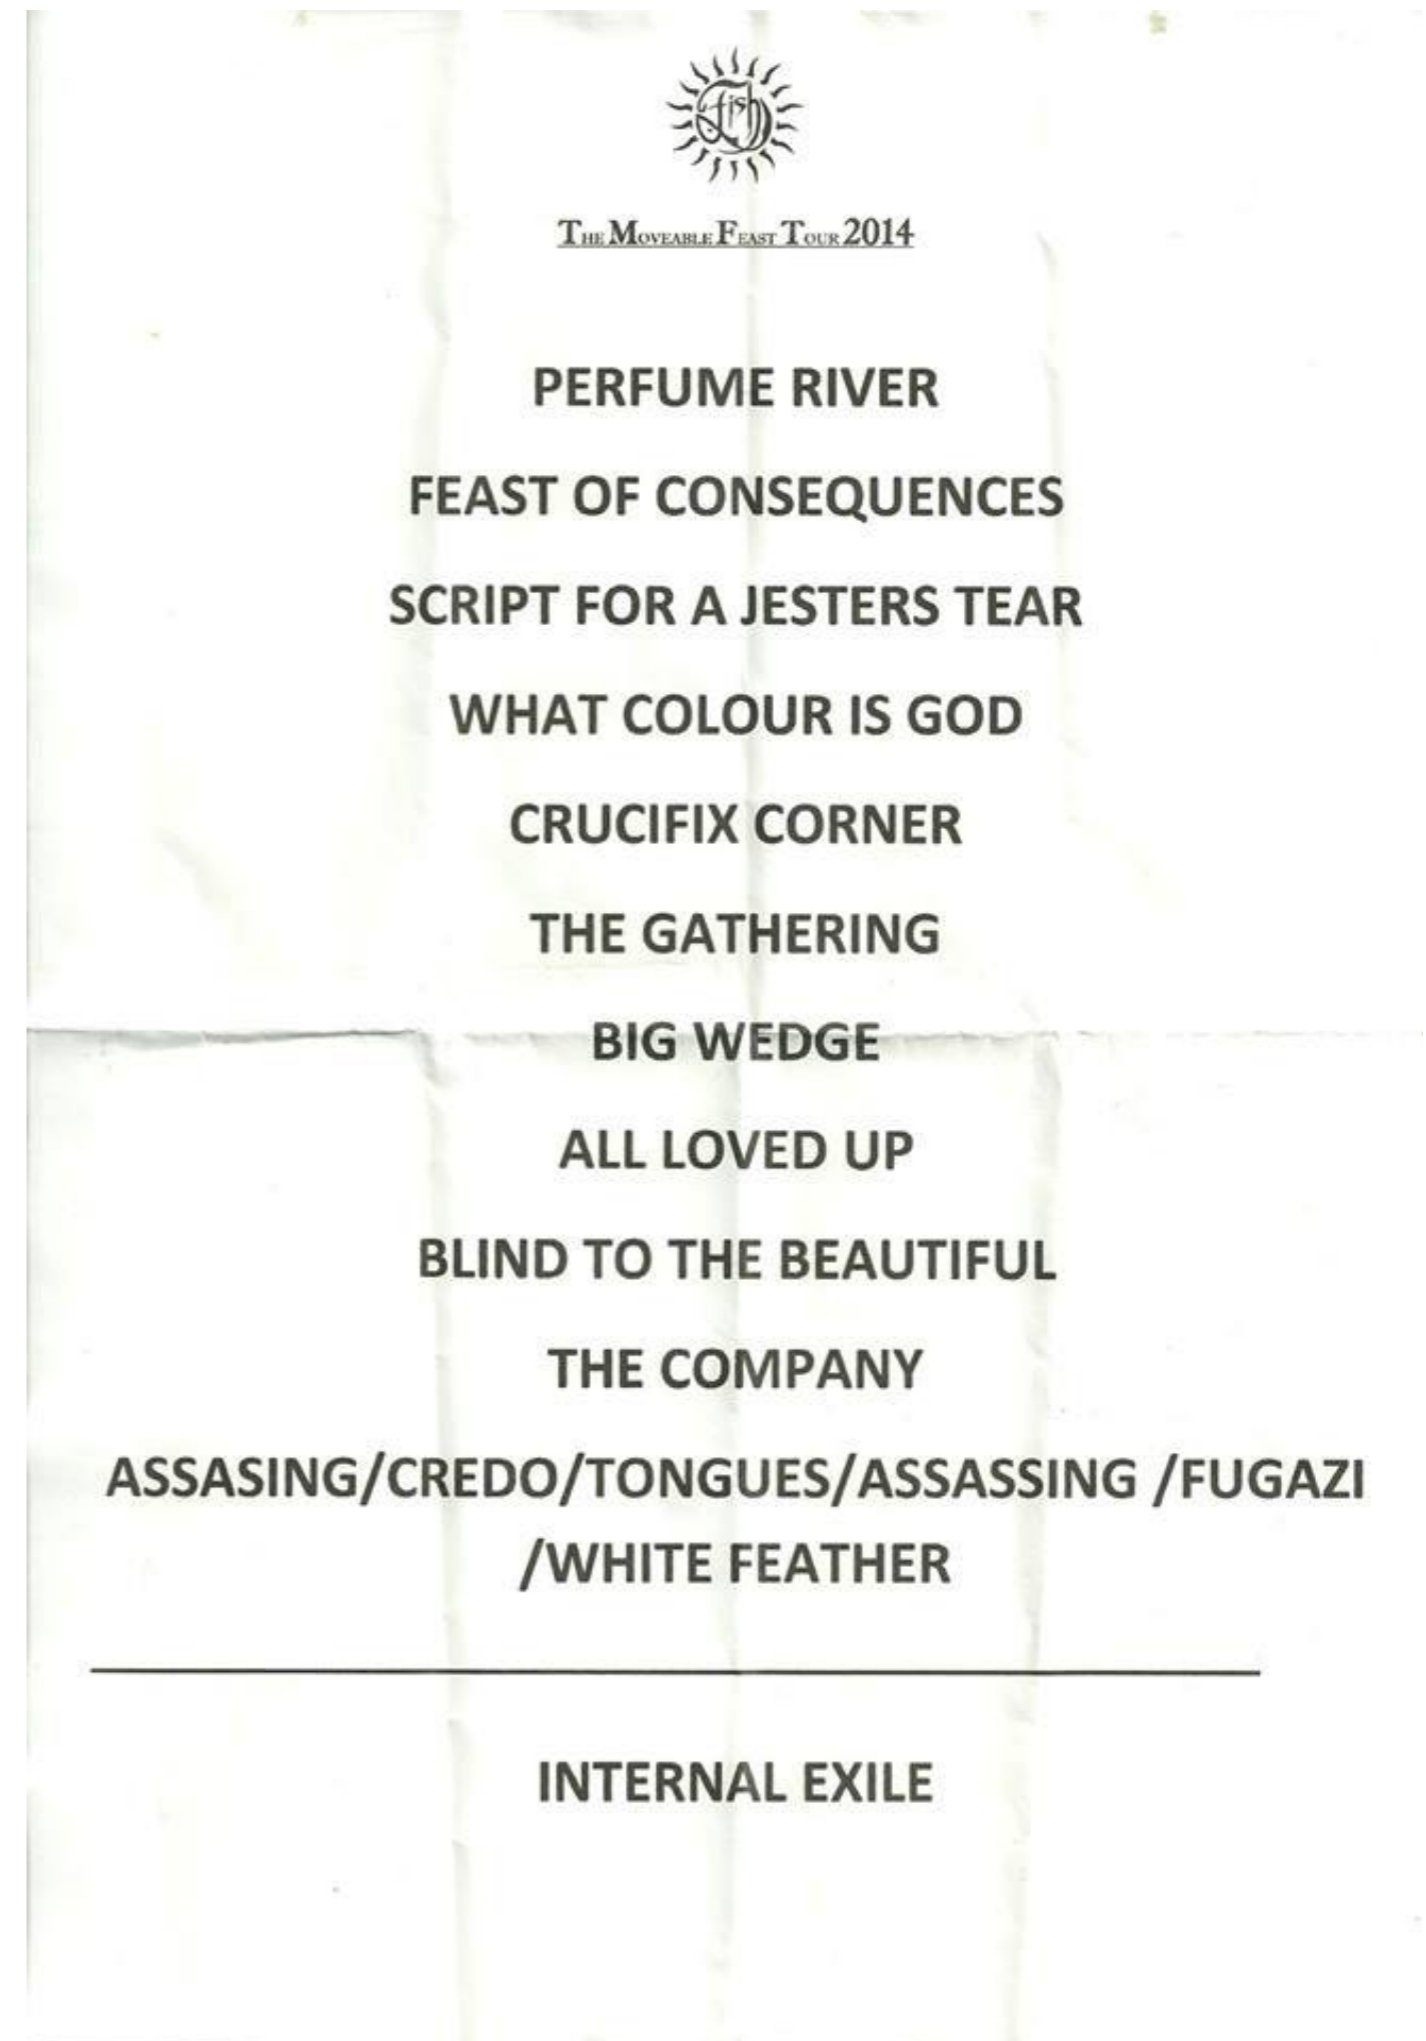 Fish
THE MOVEABLE FEAST TOUR 2014
PERFUME RIVER
FEAST OF CONSEQUENCES
SCRIPT FOR A JESTERS TEAR
WHAT COLOUR IS GOD
CRUCIFIX CORNER
THE GATHERING
BIG WEDGE
ALL LOVED UP
BLIND TO THE BEAUTIFUL
THE COMPANY
ASSASING/CREDO/TONGUES/ASSASSING /FUGAZI
/WHITE FEATHER
INTERNAL EXILE